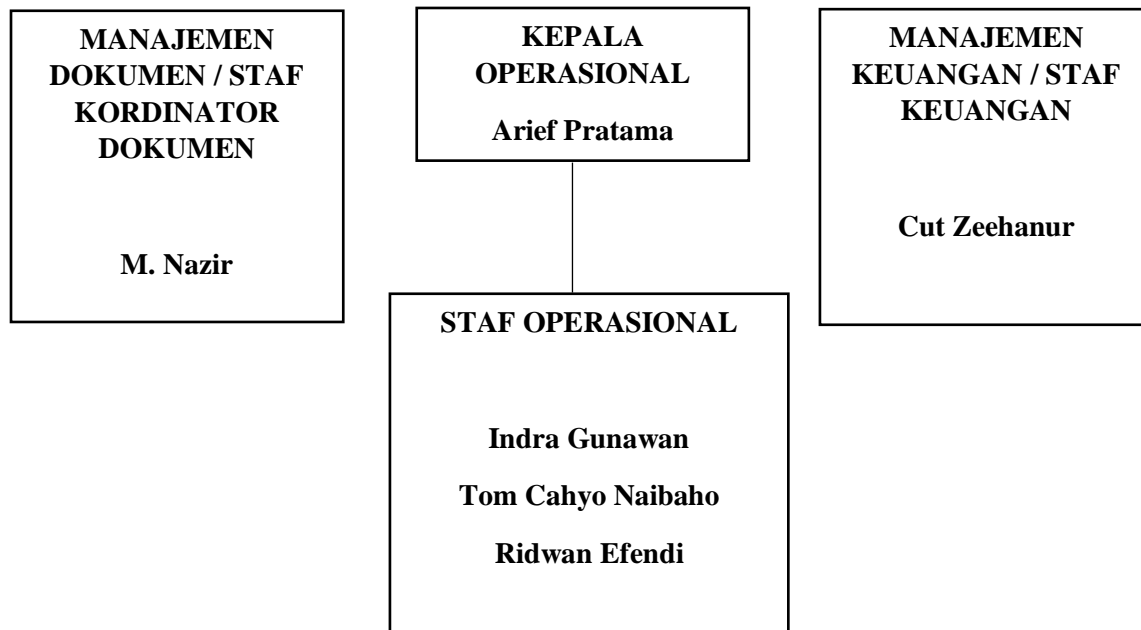 MANAJEMEN
DOKUMEN / STAF
KORDINATOR
DOKUMEN
M. Nazir
KEPALA
OPERASIONAL
Arief Pratama
MANAJEMEN
KEUANGAN / STAF
KEUANGAN
Cut Zeehanur
STAF OPERASIONAL
Indra Gunawan
Tom Cahyo Naibaho
Ridwan Efendi